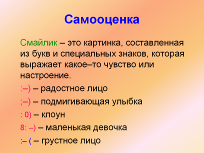 Самооценка
Смайлик – это картинка, составленная
из букв и специальных знаков, которая
выражает какое–то чувство или
настроение.
:–) – радостное лицо
;–) – подмигивающая улыбка
: 0) – клоун
8: –) – маленькая девочка
:– ( – грустное лицо